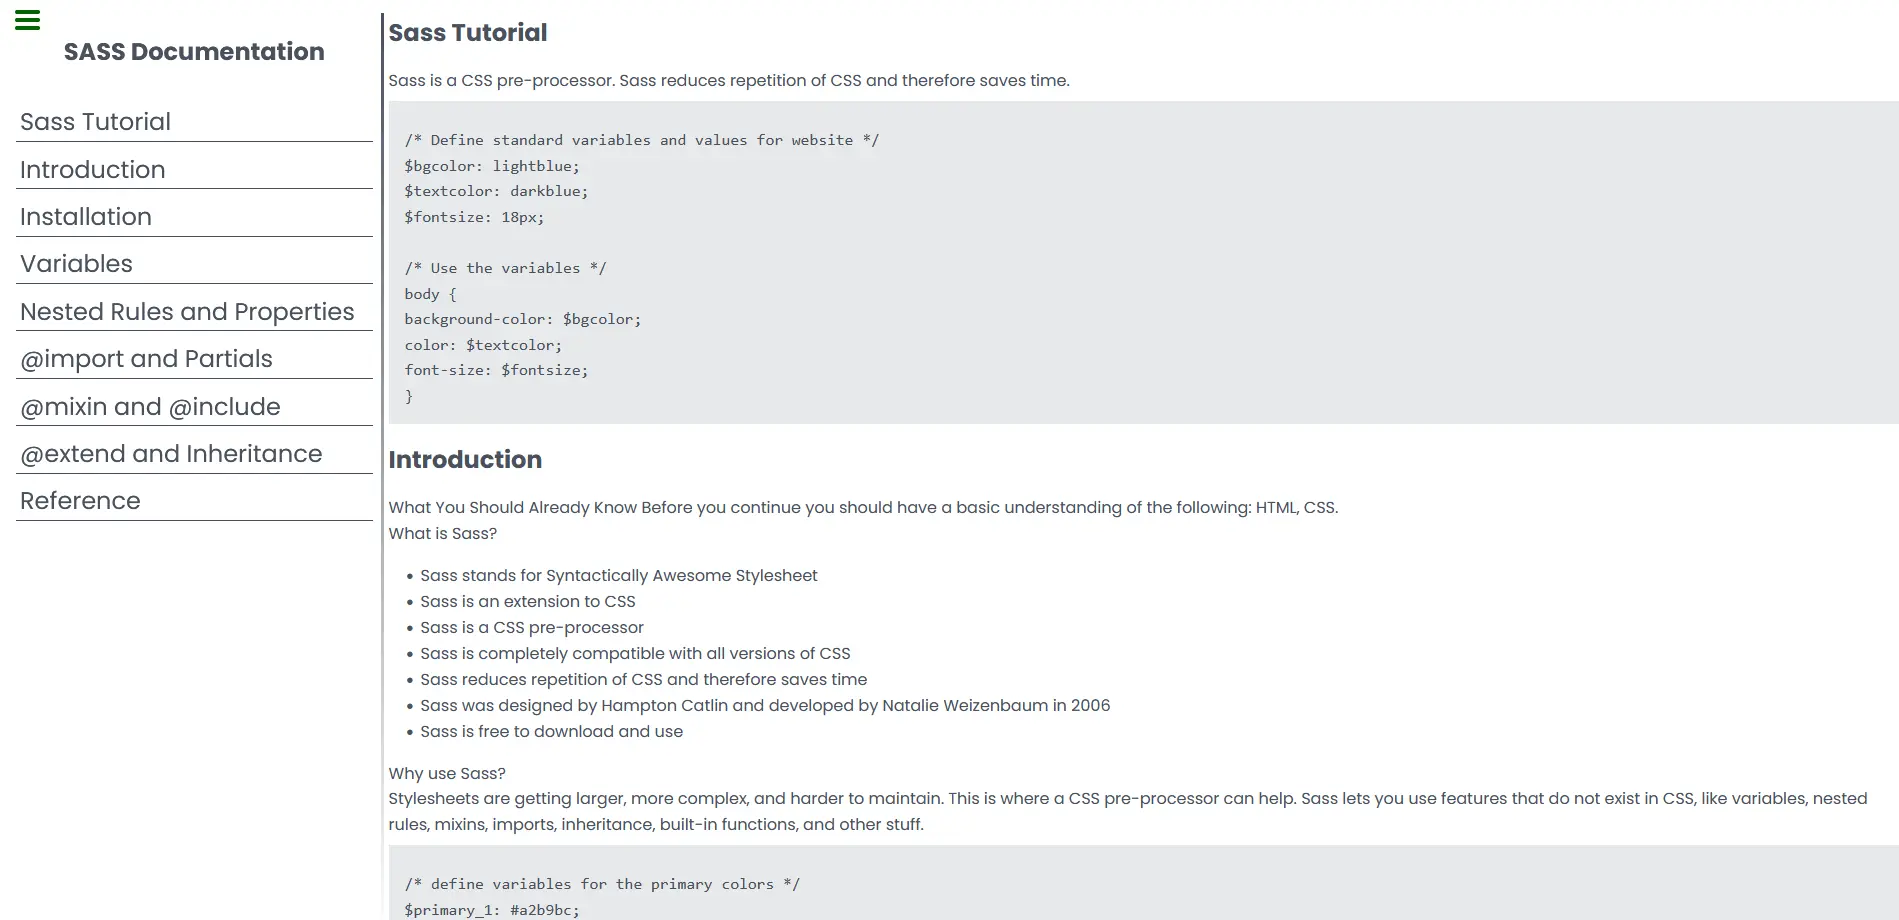 SASS Documentation
Sass Tutorial
Introduction
Installation
Variables
Nested Rules and Properties
@import and Partials
@mixin and @include
@extend and Inheritance
Reference
Sass Tutorial
Sass is a CSS pre-processor. Sass reduces repetition of CSS and therefore saves time.
/* Define standard variables and values for website */
$bgcolor: lightblue;
$textcolor: darkblue;
$fontsize: 18px;
/* Use the variables */
body {
background-color: $bgcolor;
color: $textcolor;
font-size: $fontsize;
}
Introduction
What You Should Already Know Before you continue you should have a basic understanding of the following: HTML, CSS.
What is Sass?
• Sass stands for Syntactically Awesome Stylesheet
• Sass is an extension to CSS
• Sass is a CSS pre-processor
• Sass is completely compatible with all versions of CSS
• Sass reduces repetition of CSS and therefore saves time
• Sass was designed by Hampton Catlin and developed by Natalie Weizenbaum in 2006
• Sass is free to download and use
Why use Sass?
Stylesheets are getting larger, more complex, and harder to maintain. This is where a CSS pre-processor can help. Sass lets you use features that do not exist in CSS, like variables, nested
rules, mixins, imports, inheritance, built-in functions, and other stuff.
/* define variables for the primary colors */
$primary_1: #a2b9bc;